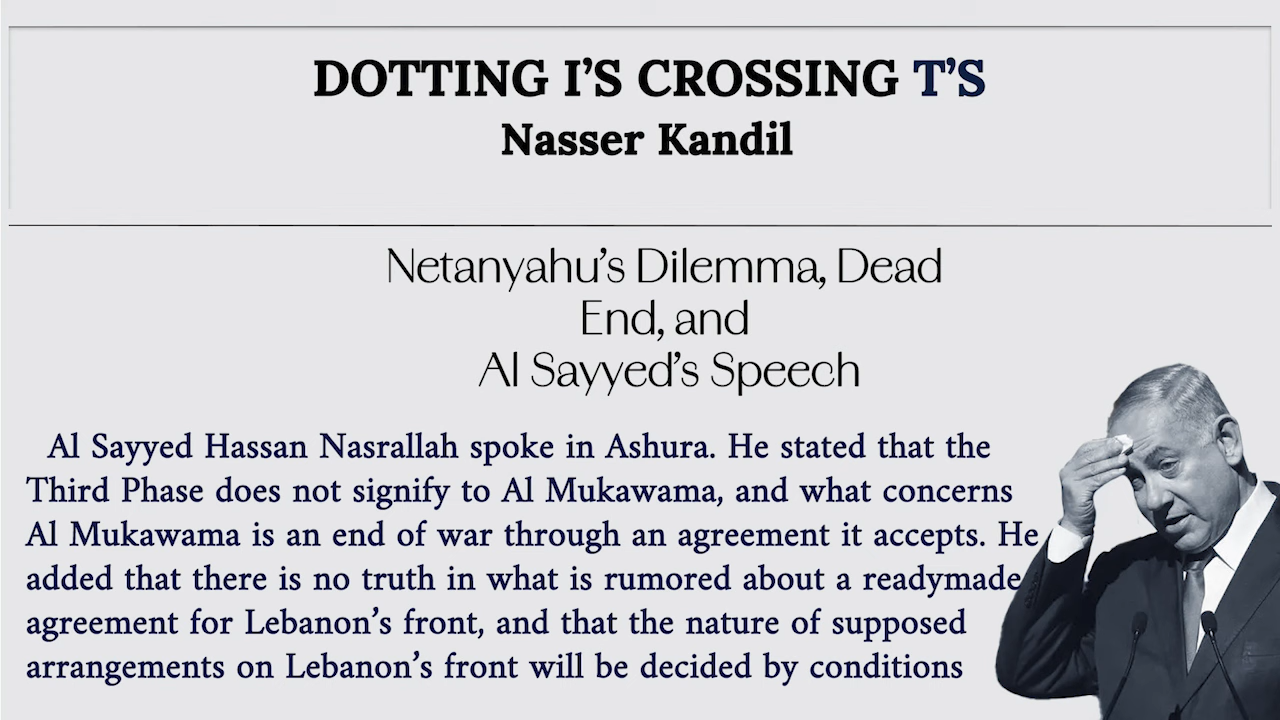 DOTTING I'S CROSSING T'S
Nasser Kandil
Netanyahu's Dilemma, Dead
End, and
Al Sayyed's Speech
Al Sayyed Hassan Nasrallah spoke in Ashura. He stated that the
Third Phase does not signify to Al Mukawama, and what concerns
Al Mukawama is an end of war through an agreement it accepts. He
added that there is no truth in what is rumored about a readymade
agreement for Lebanon's front, and that the nature of supposed
arrangements on Lebanon's front will be decided by conditions